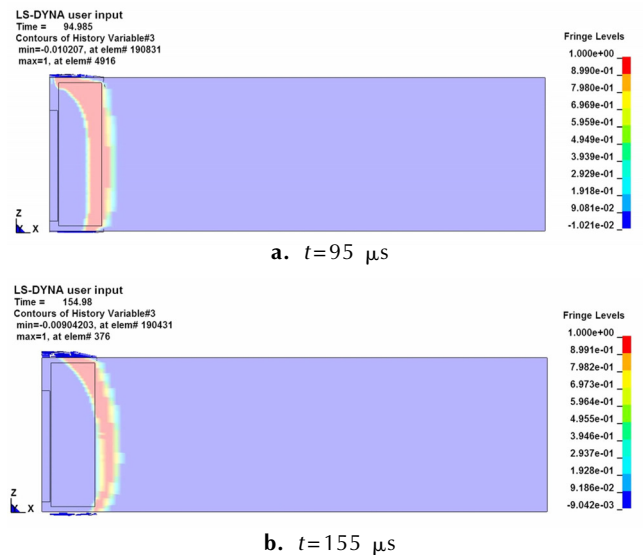 LS-DYNA user input
Time = 94.985
Contours of History Variable#3
min=-0.010207, at elem# 190831
max=1, at elem# 4916
Fringe Levels
1.000e+00
8.990e-01
7.980e-01
6.969e-01
5.959e-01
4.949e-01
3.939e-01
2.929e-01
1.918e-01
9.081e-02
-1.021e-02
Z
X
a. t=95 μs
LS-DYNA user input
Time = 154.98
Contours of History Variable#3
min=-0.00904203, at elem# 190431
max=1, at elem# 376
Fringe Levels
1.000e+00
8.991e-01
7.982e-01
6.973e-01
5.964e-01
4.955e-01
3.946e-01
2.937e-01
1.928e-01
9.186e-02
-9.042e-03
Z
X
b. t=155 μs